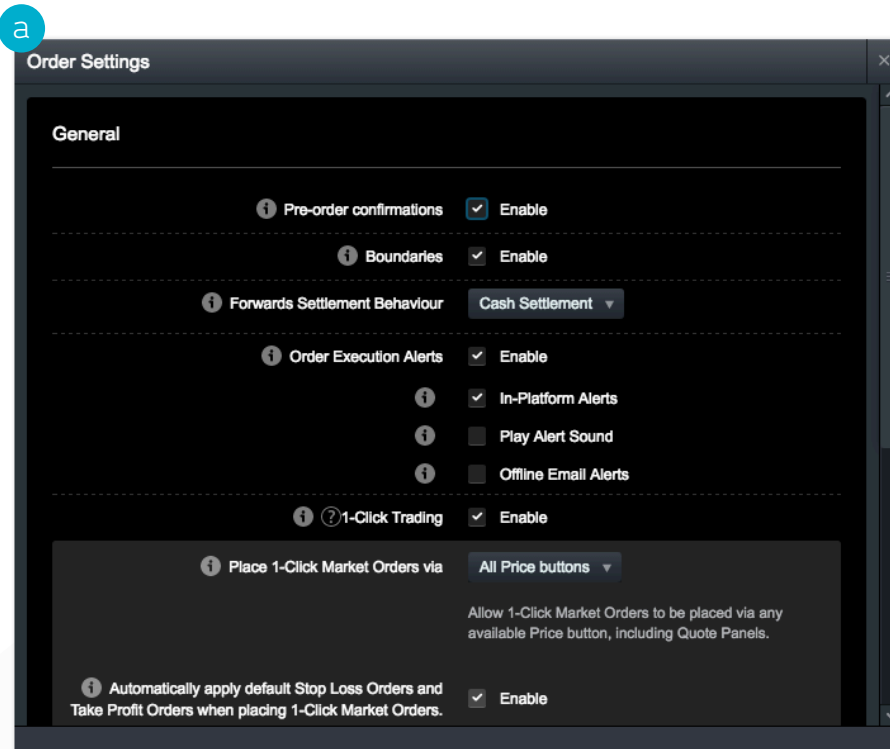 a
Order Settings
General
Pre-order confirmations Enable
Boundaries Enable
Forwards Settlement Behaviour Cash Settlement
Order Execution Alerts Enable
In-Platform Alerts
Play Alert Sound
Offline Email Alerts
1-Click Trading Enable
Place 1-Click Market Orders via All Price buttons
Allow 1-Click Market Orders to be placed via any
available Price button, including Quote Panels.
Automatically apply default Stop Loss Orders and
Take Profit Orders when placing 1-Click Market Orders. Enable